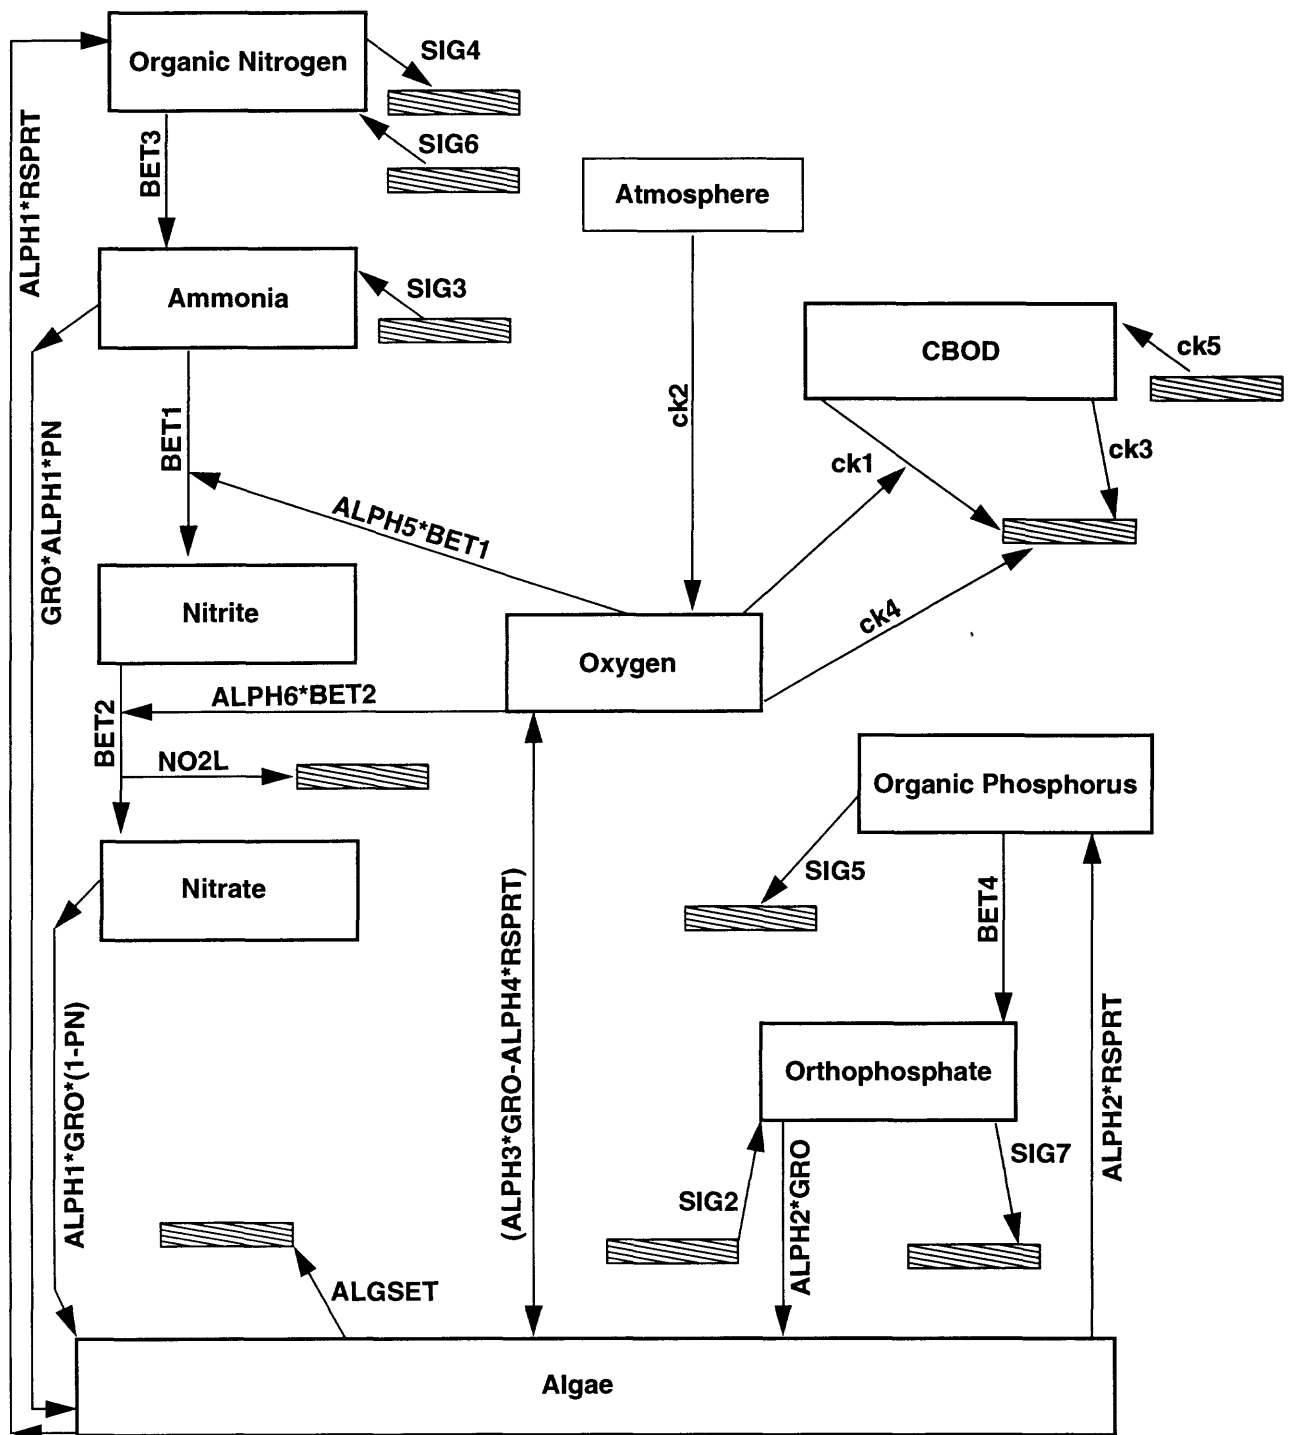 Organic Nitrogen
SIG4
SIG6
BET3
ALPH1*RSPRT
Atmosphere
Ammonia
SIG3
CBOD
ck5
ck2
ck1
ck3
BET1
GRO*ALPH1*PN
ALPH5*BET1
Nitrite
Oxygen
ck4
ALPH6*BET2
BET2
NO2L
Organic Phosphorus
Nitrate
SIG5
BET4
(ALPH3*GRO-ALPH4*RSPRT)
ALPH1*GRO*(1-PN)
Orthophosphate
ALPH2*RSPRT
SIG2
ALPH2*GRO
SIG7
ALGSET
Algae